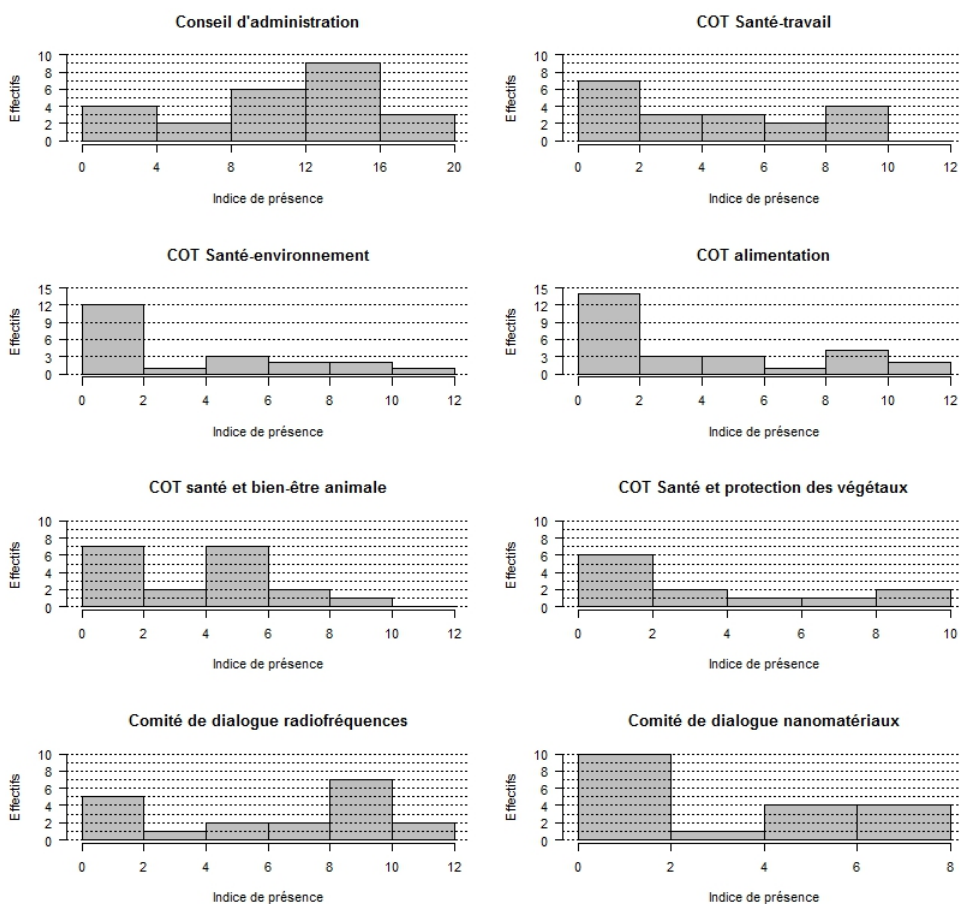 Conseil d'administration
Effectifs
10
8
6
4
2
0
0 4 8 12 16 20
Indice de présence
COT Santé-travail
Effectifs
10
8
6
4
2
0
0 2 4 6 8 10 12
Indice de présence
COT Santé-environnement
Effectifs
15
12
9
6
3
0
0 2 4 6 8 10 12
Indice de présence
COT alimentation
Effectifs
15
12
9
6
3
0
0 2 4 6 8 10 12
Indice de présence
COT santé et bien-être animale
Effectifs
10
8
6
4
2
0
0 2 4 6 8 10 12
Indice de présence
COT Santé et protection des végétaux
Effectifs
10
8
6
4
2
0
0 2 4 6 8 10
Indice de présence
Comité de dialogue radiofréquences
Effectifs
10
8
6
4
2
0
0 2 4 6 8 10 12
Indice de présence
Comité de dialogue nanomatériaux
Effectifs
10
8
6
4
2
0
0 2 4 6 8
Indice de présence